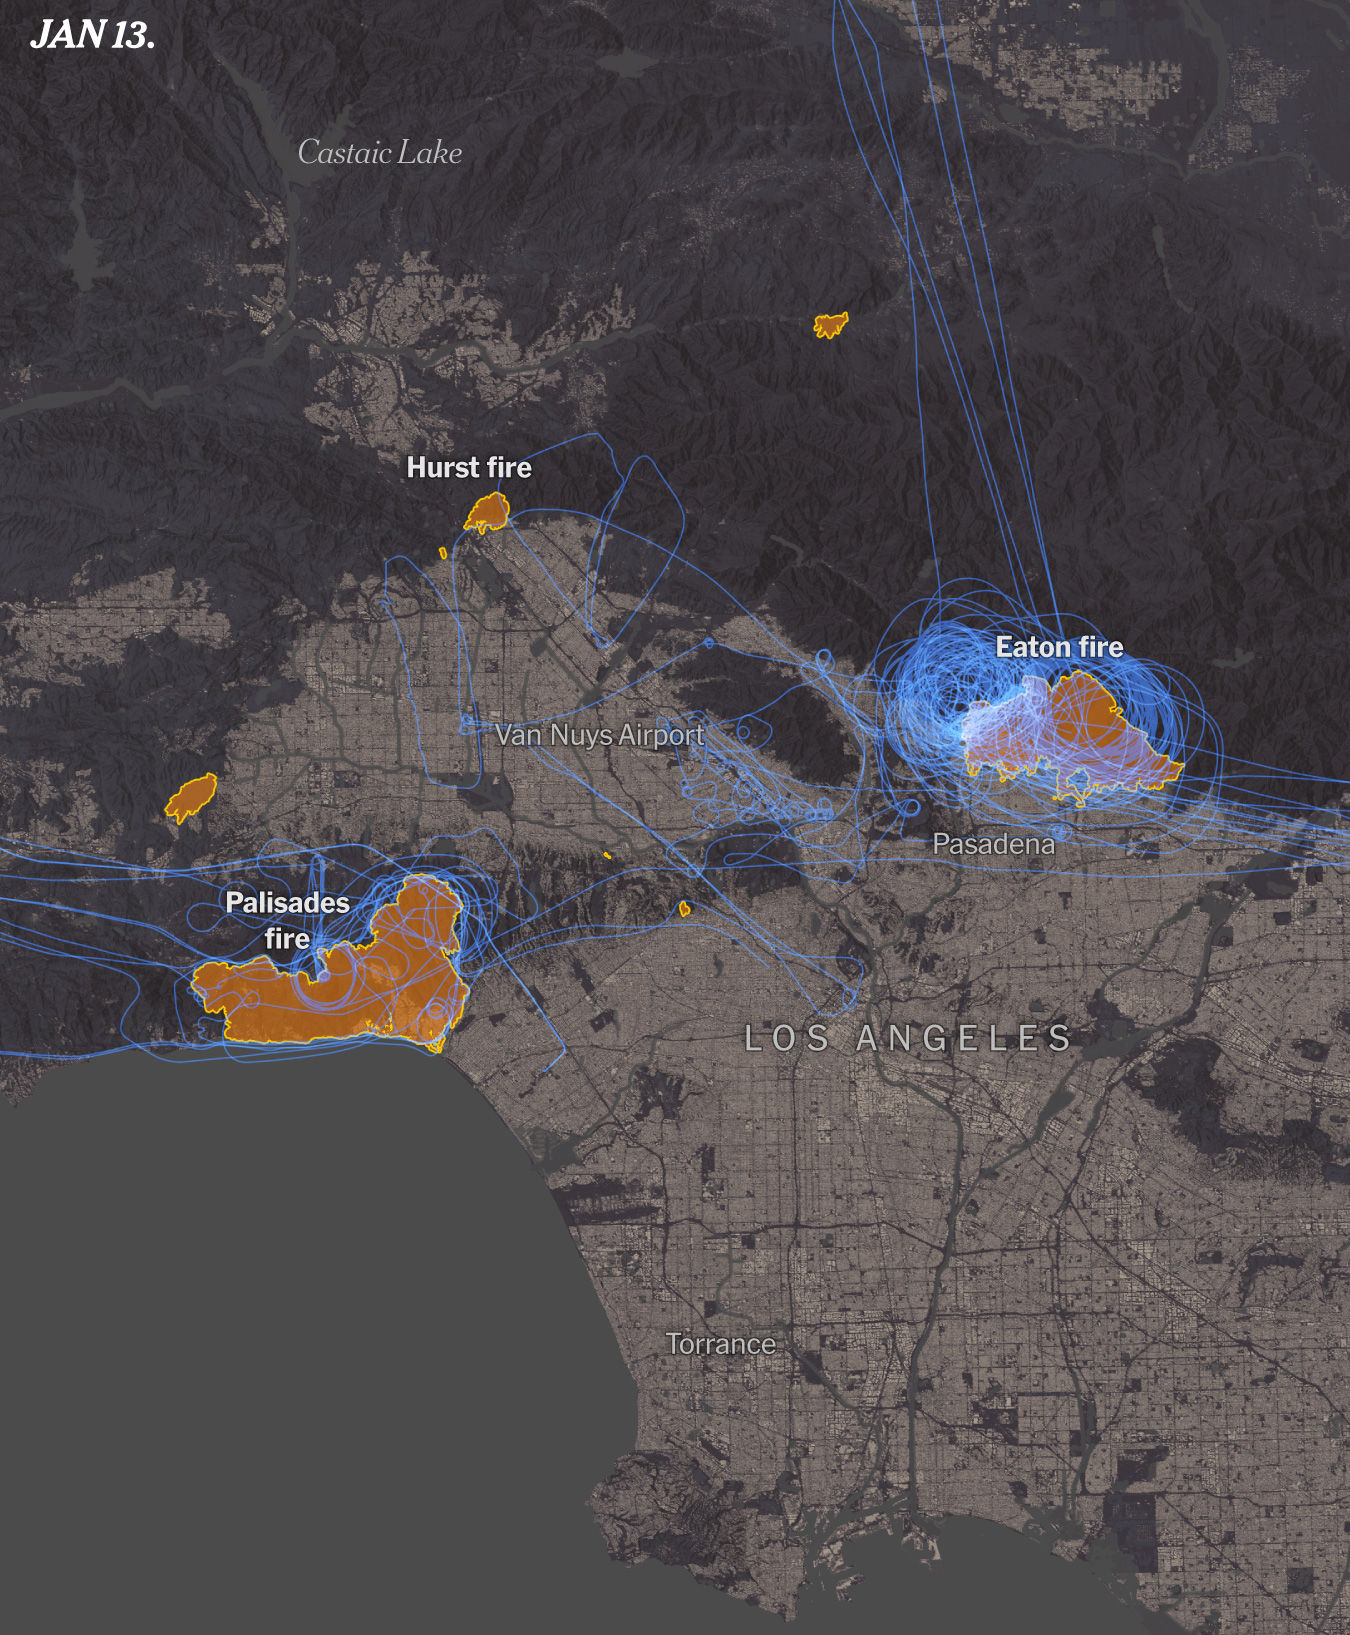 JAN 13.
Castaic Lake
Hurst fire
Eaton fire
Van Nuys Airport
Pasadena
Palisades
fire
LOS ANGELES
Torrance